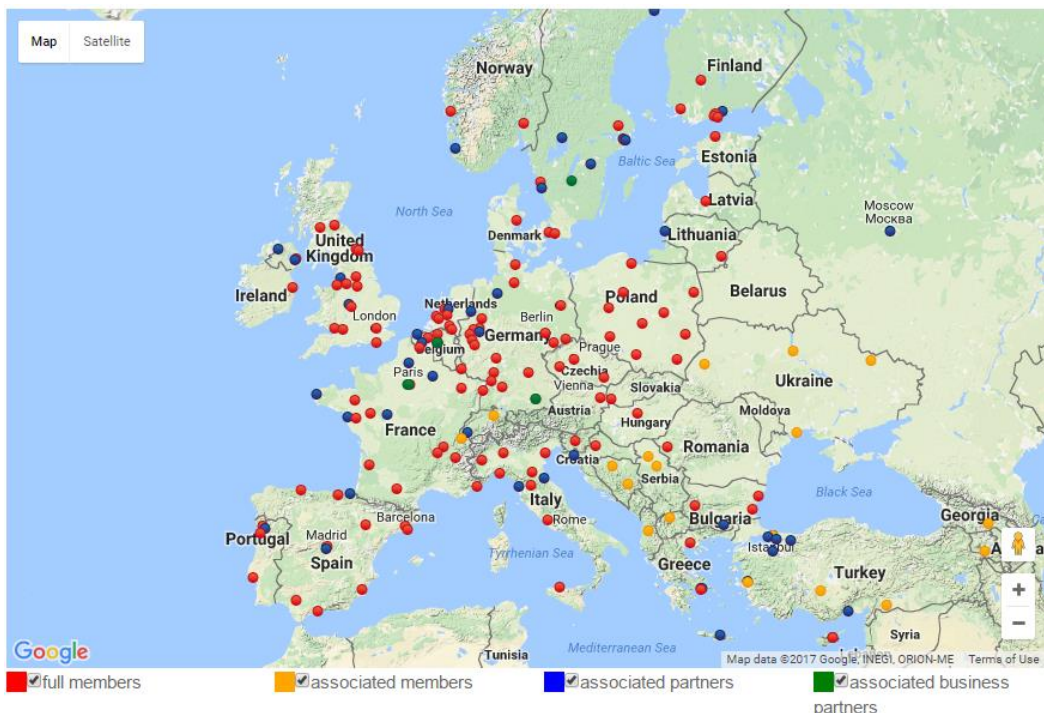 Map Satellite
Norway
Finland
Estonia
Baltic Sea
Latvia
Moscow
Москва
North Sea
Denmark
Lithuania
United
Kingdom
Ireland
Belarus
London
Netherlands
Berlin
Poland
Germany
Belgium
Prague
Paris
Czechia
Ukraine
Vienna
Slovakia
Austria
Moldova
Hungary
France
Romania
Croatia
Serbia
Italy
Black Sea
Barcelona
Rome
Bulgaria
Georgia
Portugal
Madrid
Istanbul
Spain
Tyrrhenian Sea
Greece
Turkey
Syria
Google
Tunisia
Mediterranean Sea
Map data ©2017 Google, INEGI, ORION-ME Terms of Use
full members
associated members
associated partners
associated business
partners